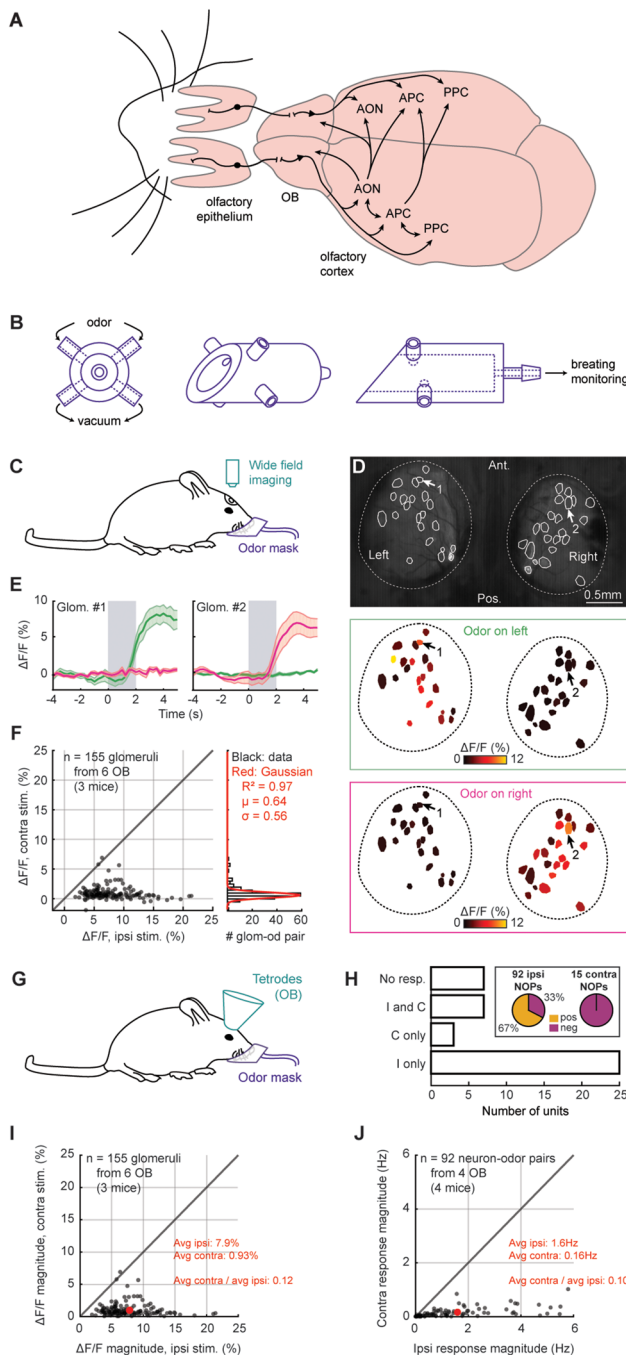 A
AON
APC
PPC
AON
APC
PPC
olfactory
epithelium
OB
olfactory
cortex
B
odor
vacuum
breating
monitoring
C
Wide field
imaging
Odor mask
D
Ant.
1
2
Left
Right
Pos.
0.5mm
Odor on left
1
2
ΔF/F (%)
0
12
Odor on right
1
2
ΔF/F (%)
0
12
E
ΔF/F (%)
10
5
0
Glom. #1
Glom. #2
-4 -2 0 2 4
-4 -2 0 2 4
Time (s)
F
ΔF/F, contra stim. (%)
25
20
15
10
5
0
n = 155 glomeruli
from 6 OB
(3 mice)
0 5 10 15 20 25
ΔF/F, ipsi stim. (%)
Black: data
Red: Gaussian
R² = 0.97
μ = 0.64
σ = 0.56
0 20 40 60
# glom-od pair
G
Tetrodes
(OB)
Odor mask
H
No resp.
I and C
C only
I only
92 ipsi
NOPs
15 contra
NOPs
33%
67%
pos
neg
0 5 10 15 20 25
Number of units
I
ΔF/F magnitude, contra stim. (%)
25
20
15
10
5
0
n = 155 glomeruli
from 6 OB
(3 mice)
Avg ipsi: 7.9%
Avg contra: 0.93%
Avg contra / avg ipsi: 0.12
0 5 10 15 20 25
ΔF/F magnitude, ipsi stim. (%)
J
Contra response magnitude (Hz)
6
4
2
0
n = 92 neuron-odor pairs
from 4 OB
(4 mice)
Avg ipsi: 1.6Hz
Avg contra: 0.16Hz
Avg contra / avg ipsi: 0.10
0 2 4 6
Ipsi response magnitude (Hz)